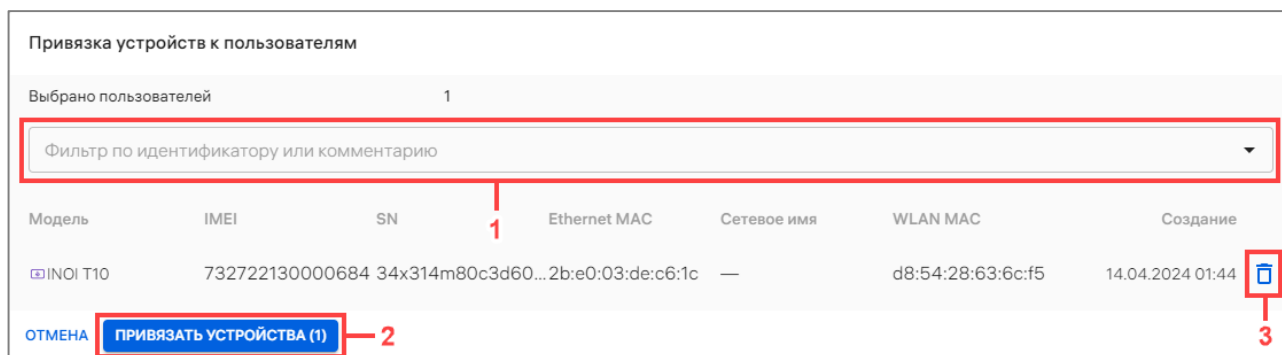 Привязка устройств к пользователям
Выбрано пользователей 1
Фильтр по идентификатору или комментарию
1
Модель IMEI SN Ethernet MAC Сетевое имя WLAN MAC Создание
INOI T10 732722130000684 34x314m80c3d60... 2b:e0:03:de:c6:1c — d8:54:28:63:6c:f5 14.04.2024 01:44
ОТМЕНА ПРИВЯЗАТЬ УСТРОЙСТВА (1) 2 3